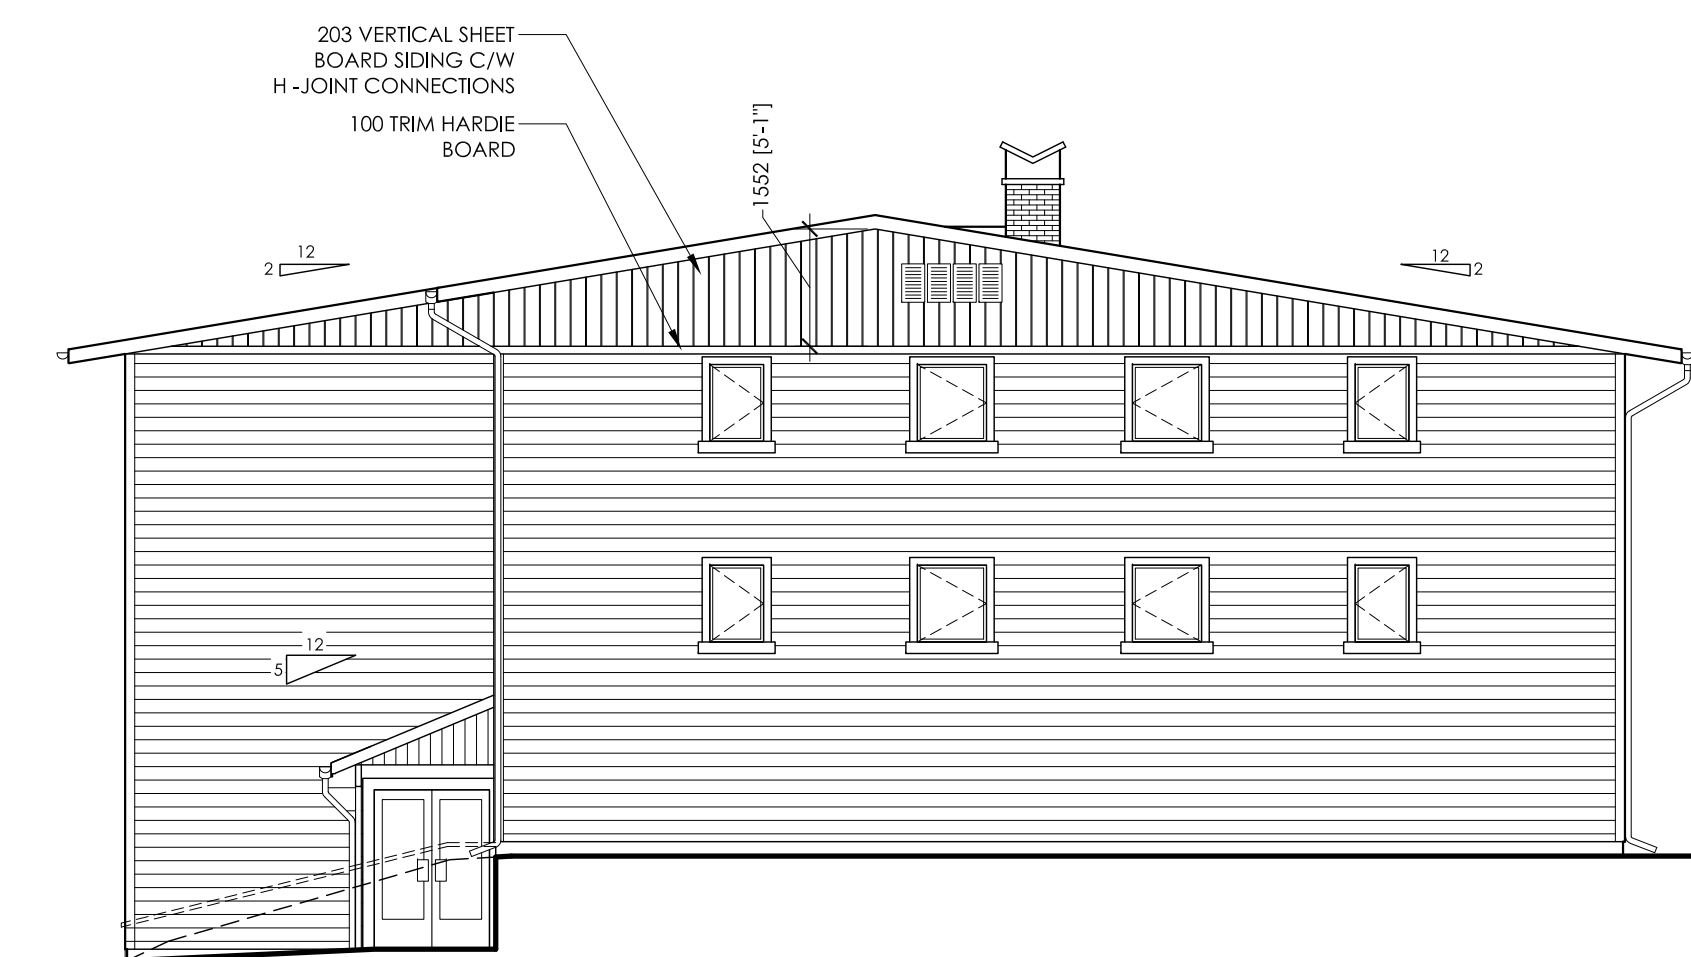 203 VERTICAL SHEET
BOARD SIDING C/W
H -JOINT CONNECTIONS
100 TRIM HARDIE
BOARD
1552 [5'-1"]
12
2
12
2
12
5